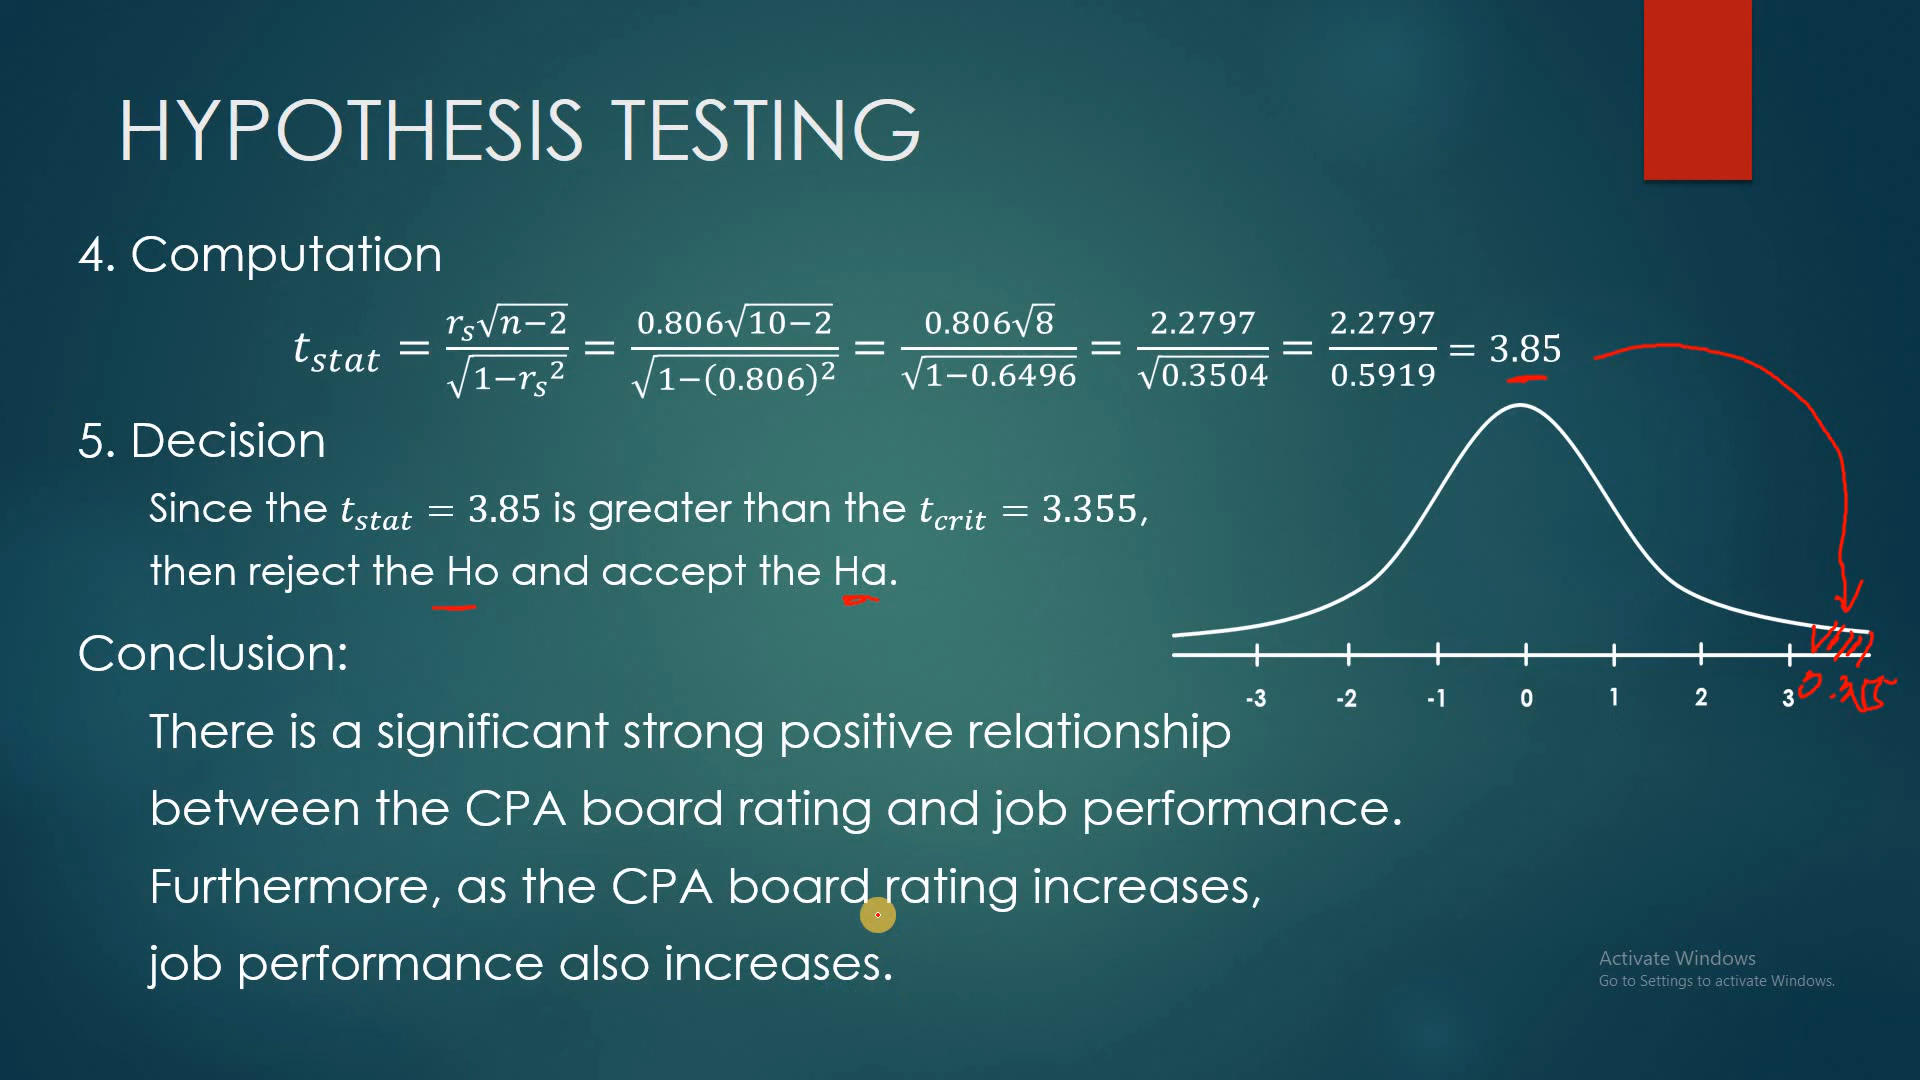 HYPOTHESIS TESTING
4. Computation
t_stat = r_s√(n−2) / √(1−r_s²) = 0.806√(10−2) / √(1−(0.806)²) = 0.806√8 / √(1−0.6496) = 2.2797 / √0.3504 = 2.2797 / 0.5919 = 3.85
5. Decision
Since the t_stat = 3.85 is greater than the t_crit = 3.355,
then reject the Ho and accept the Ha.
-3 -2 -1 0 1 2 3
Conclusion:
There is a significant strong positive relationship
between the CPA board rating and job performance.
Furthermore, as the CPA board rating increases,
job performance also increases.
Activate Windows
Go to Settings to activate Windows.